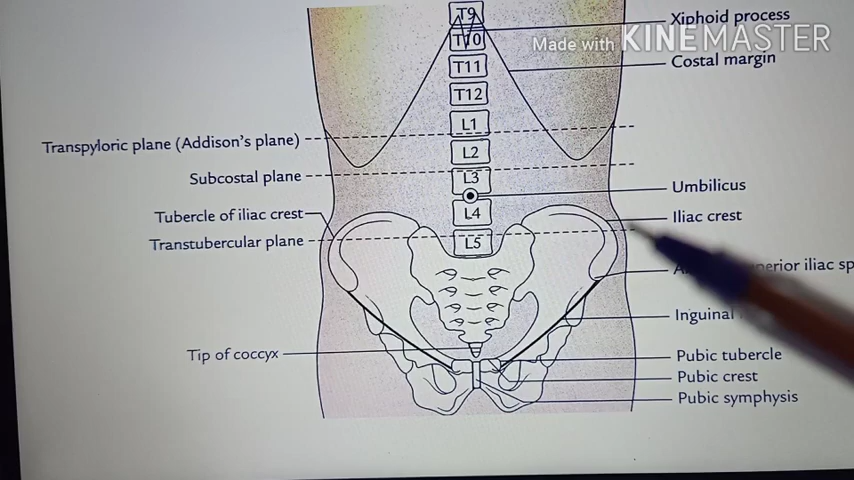 T9
Xiphoid process
T10
Made with KINEMASTER
Costal margin
T11
T12
L1
Transpyloric plane (Addison's plane)
L2
Subcostal plane
L3
Umbilicus
Tubercle of iliac crest
L4
Iliac crest
Transtubercular plane
L5
iliac
Inguinal
Tip of coccyx
Pubic tubercle
Pubic crest
Pubic symphysis